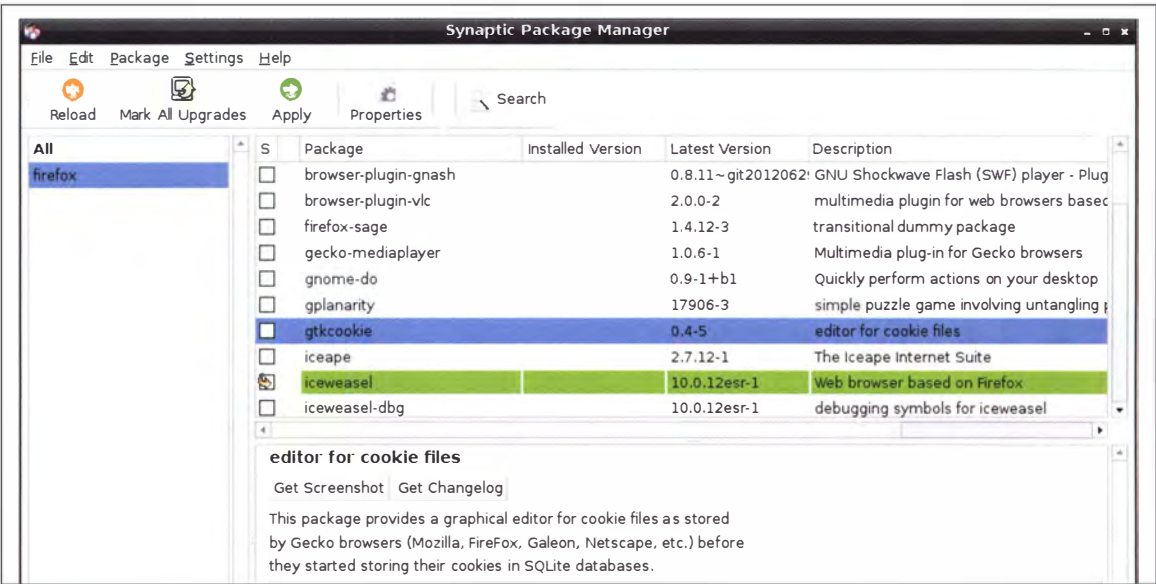 Synaptic Package Manager
File Edit Package Settings Help
Reload Mark All Upgrades Apply Properties Search
All
firefox
S Package Installed Version Latest Version Description
browser-plugin-gnash 0.8.11~git2012062 GNU Shockwave Flash (SWF) player - Plug
browser-plugin-vlc 2.0.0-2 multimedia plugin for web browsers based
firefox-sage 1.4.12-3 transitional dummy package
gecko-mediaplayer 1.0.6-1 Multimedia plug-in for Gecko browsers
gnome-do 0.9-1+b1 Quickly perform actions on your desktop
gplanarity 17906-3 simple puzzle game involving untangling
gtkcookie 0.4-5 editor for cookie files
iceape 2.7.12-1 The Iceape Internet Suite
iceweasel 10.0.12esr-1 Web browser based on Firefox
iceweasel-dbg 10.0.12esr-1 debugging symbols for iceweasel
editor for cookie files
Get Screenshot Get Changelog
This package provides a graphical editor for cookie files as stored
by Gecko browsers (Mozilla, FireFox, Galeon, Netscape, etc.) before
they started storing their cookies in SQLite databases.